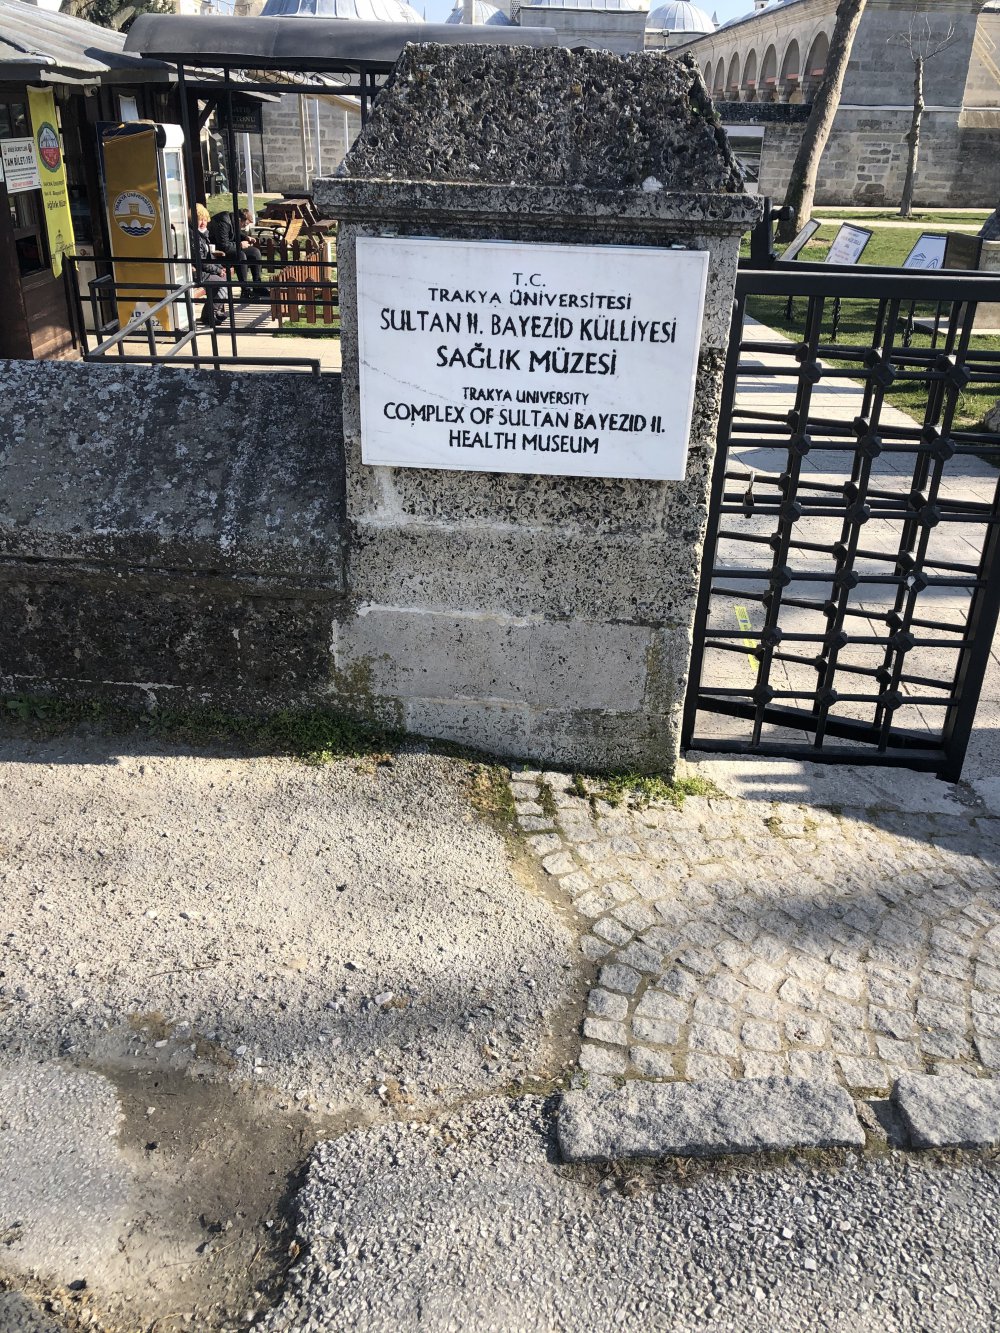 T.C.
TRAKYA ÜNİVERSİTESİ
SULTAN II. BAYEZID KÜLLİYESİ
SAĞLIK MÜZESİ
TRAKYA UNIVERSITY
COMPLEX OF SULTAN BAYEZID II.
HEALTH MUSEUM